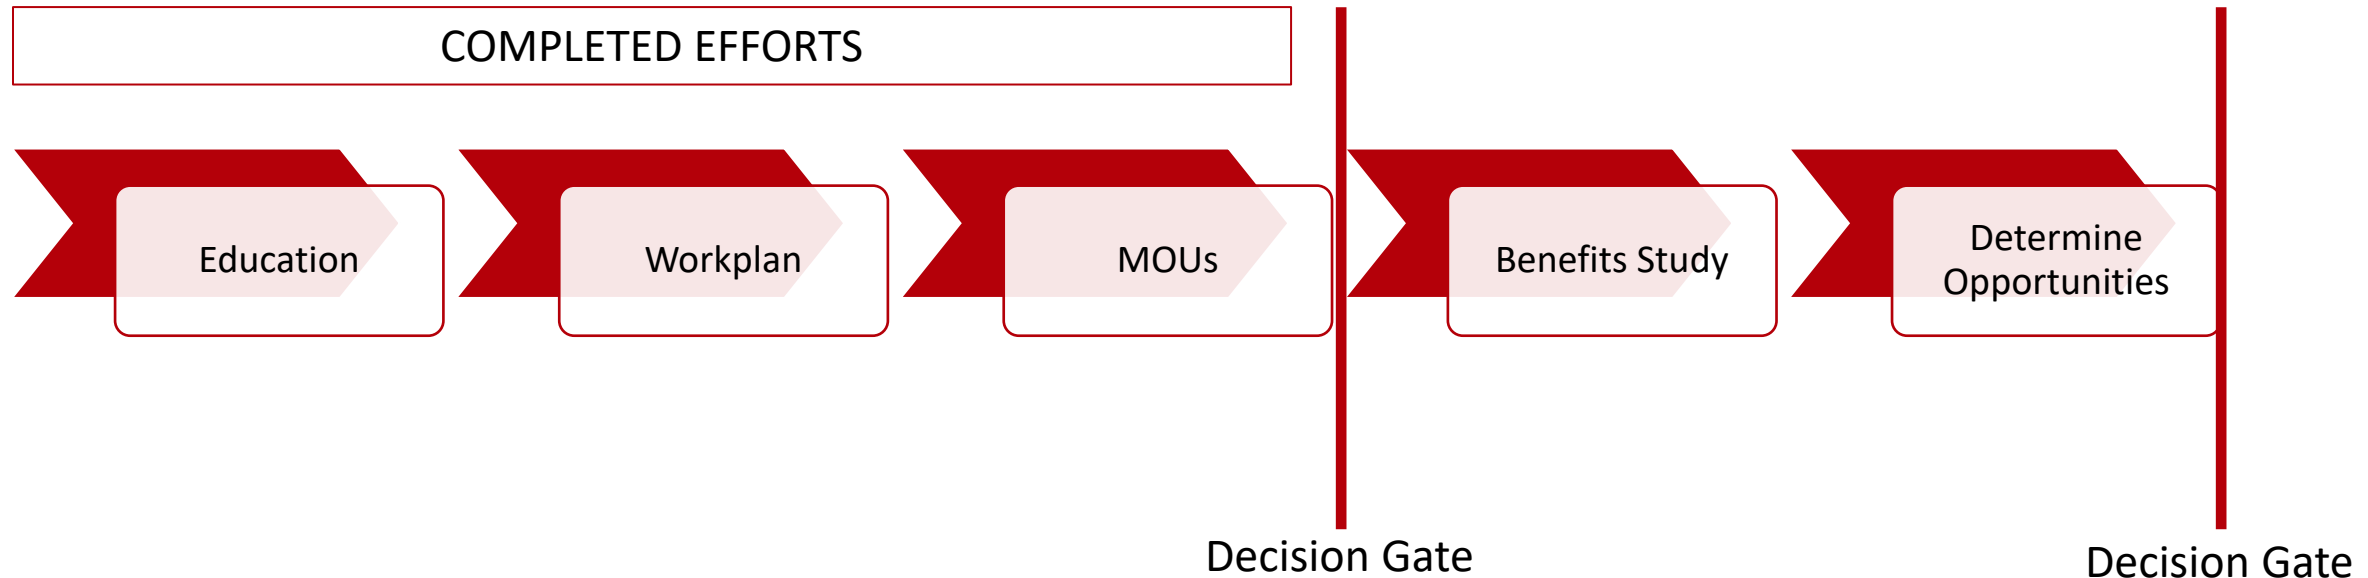 COMPLETED EFFORTS
Education
Workplan
MOUs
Benefits Study
Determine
Opportunities
Decision Gate
Decision Gate